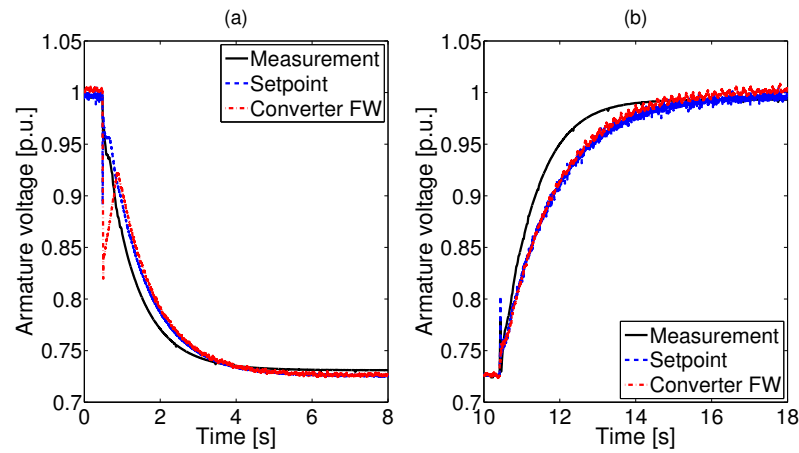 (a)
1.05
1
0.95
0.9
0.85
0.8
0.75
0.7
Armature voltage [p.u.]
Measurement
Setpoint
Converter FW
0 2 4 6 8
Time [s]
(b)
1.05
1
0.95
0.9
0.85
0.8
0.75
0.7
Armature voltage [p.u.]
Measurement
Setpoint
Converter FW
10 12 14 16 18
Time [s]